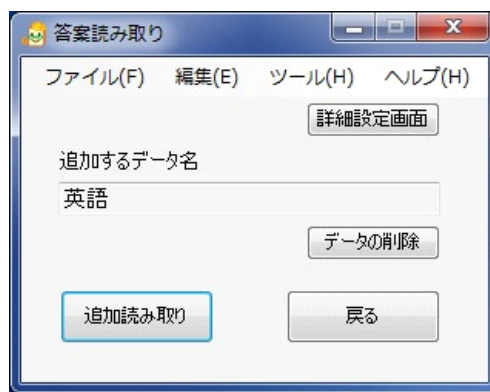 答案読み取り
ファイル(F) 編集(E) ツール(H) ヘルプ(H)
詳細設定画面
追加するデータ名
英語
データの削除
追加読み取り 戻る